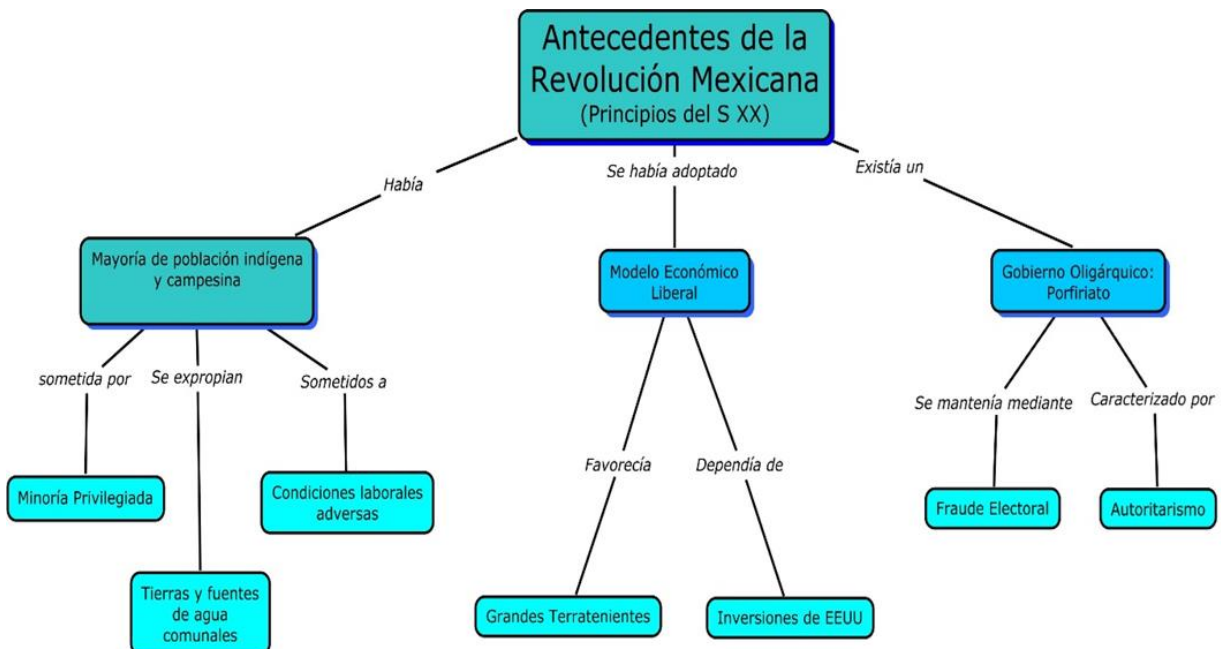 Antecedentes de la
Revolución Mexicana
(Principios del S XX)
Había
Se había adoptado
Existía un
Mayoría de población indígena
y campesina
Modelo Económico
Liberal
Gobierno Oligárquico:
Porfiriato
sometida por
Se expropian
Sometidos a
Se mantenía mediante
Caracterizado por
Favorecía
Dependía de
Minoría Privilegiada
Condiciones laborales
adversas
Fraude Electoral
Autoritarismo
Tierras y fuentes
de agua
comunales
Grandes Terratenientes
Inversiones de EEUU